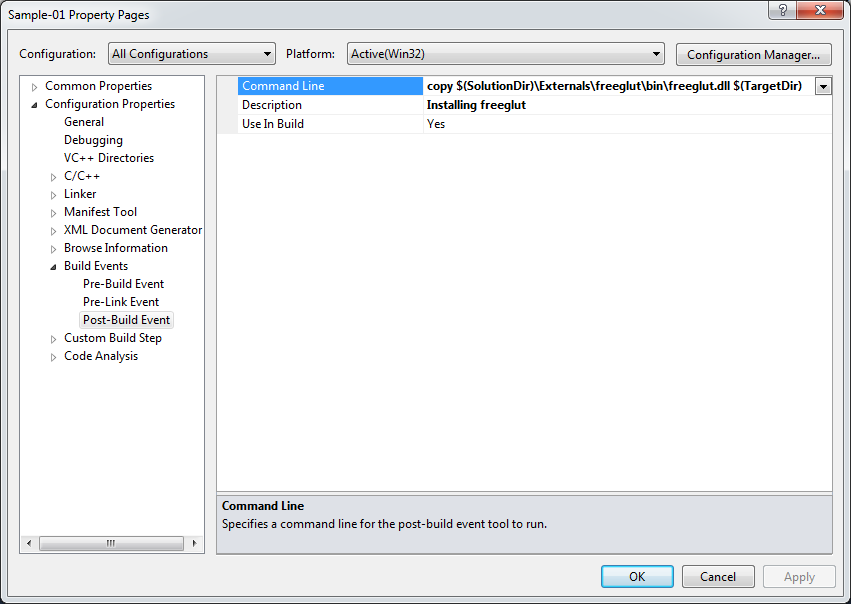 Sample-01 Property Pages
Configuration: All Configurations Platform: Active(Win32) Configuration Manager...
Common Properties
Configuration Properties
General
Debugging
VC++ Directories
C/C++
Linker
Manifest Tool
XML Document Generator
Browse Information
Build Events
Pre-Build Event
Pre-Link Event
Post-Build Event
Custom Build Step
Code Analysis
Command Line copy $(SolutionDir)\Externals\freeglut\bin\freeglut.dll $(TargetDir)
Description Installing freeglut
Use In Build Yes
Command Line
Specifies a command line for the post-build event tool to run.
OK Cancel Apply